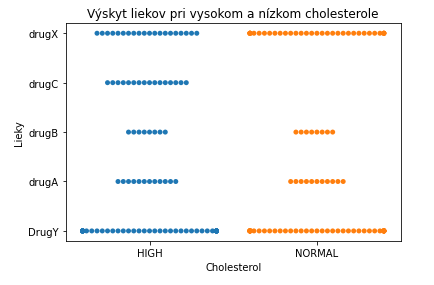 Výskyt liekov pri vysokom a nízkom cholesterole
drugX
drugC
drugB
drugA
DrugY
Lieky
HIGH
NORMAL
Cholesterol